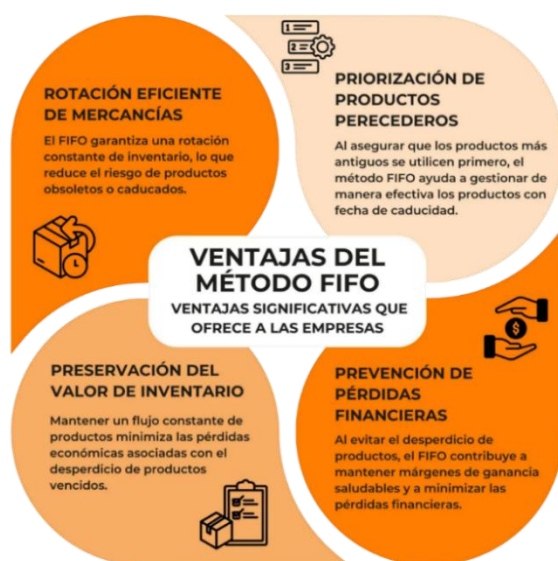 ROTACIÓN EFICIENTE
DE MERCANCÍAS
El FIFO garantiza una rotación
constante de inventario, lo que
reduce el riesgo de productos
obsoletos o caducados.
1
2
3
PRIORIZACIÓN DE
PRODUCTOS
PERECEDEROS
Al asegurar que los productos más
antiguos se utilicen primero, el
método FIFO ayuda a gestionar de
manera efectiva los productos con
fecha de caducidad.
VENTAJAS DEL
MÉTODO FIFO
VENTAJAS SIGNIFICATIVAS QUE
OFRECE A LAS EMPRESAS
PRESERVACIÓN DEL
VALOR DE INVENTARIO
Mantener un flujo constante de
productos minimiza las pérdidas
económicas asociadas con el
desperdicio de productos
vencidos.
$
PREVENCIÓN DE
PÉRDIDAS
FINANCIERAS
Al evitar el desperdicio de
productos, el FIFO contribuye a
mantener márgenes de ganancia
saludables y a minimizar las
pérdidas financieras.